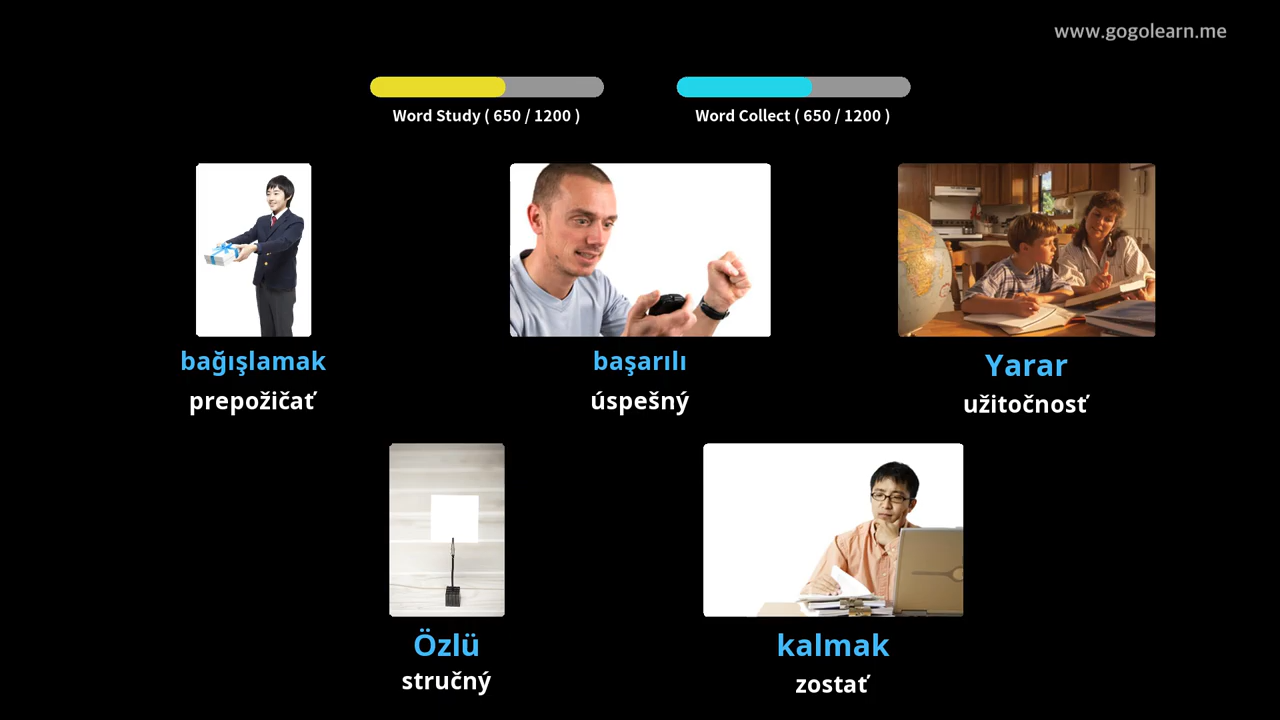 www.gogolearn.me
Word Study ( 650 / 1200 )
Word Collect ( 650 / 1200 )
bağışlamak
prepožičať
başarılı
úspešný
Yarar
užitočnosť
Özlü
stručný
kalmak
zostať